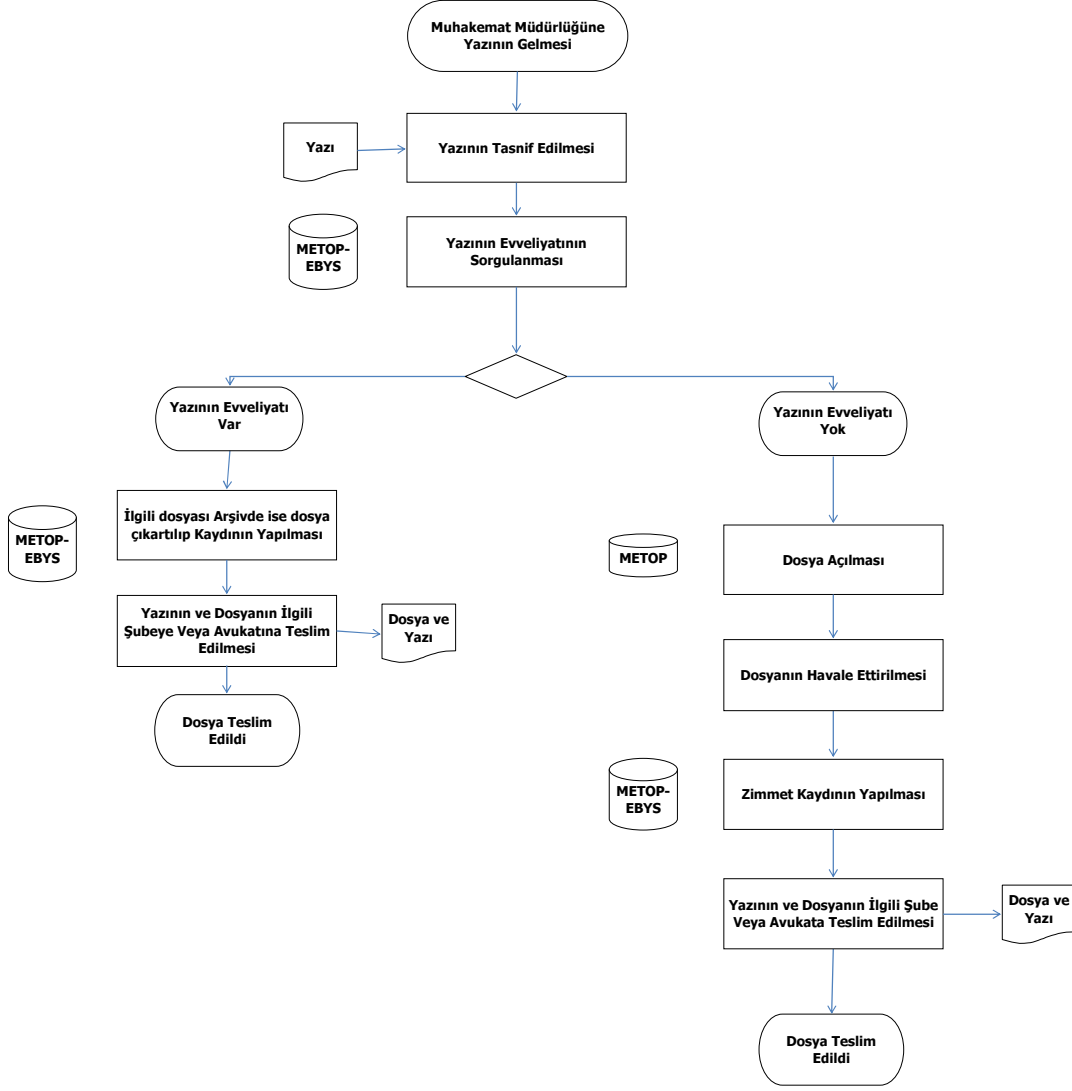 Muhakemat Müdürlüğüne
Yazının Gelmesi
Yazı
Yazının Tasnif Edilmesi
METOP-
EBYS
Yazının Evveliyatının
Sorgulanması
Yazının Evveliyatı
Var
Yazının Evveliyatı
Yok
METOP-
EBYS
İlgili dosyası Arşivde ise dosya
çıkartılıp Kaydının Yapılması
METOP
Dosya Açılması
Yazının ve Dosyanın İlgili
Şubeye Veya Avukatına Teslim
Edilmesi
Dosya ve
Yazı
Dosyanın Havale Ettirilmesi
Dosya Teslim
Edildi
METOP-
EBYS
Zimmet Kaydının Yapılması
Yazının ve Dosyanın İlgili Şube
Veya Avukata Teslim Edilmesi
Dosya ve
Yazı
Dosya Teslim
Edildi